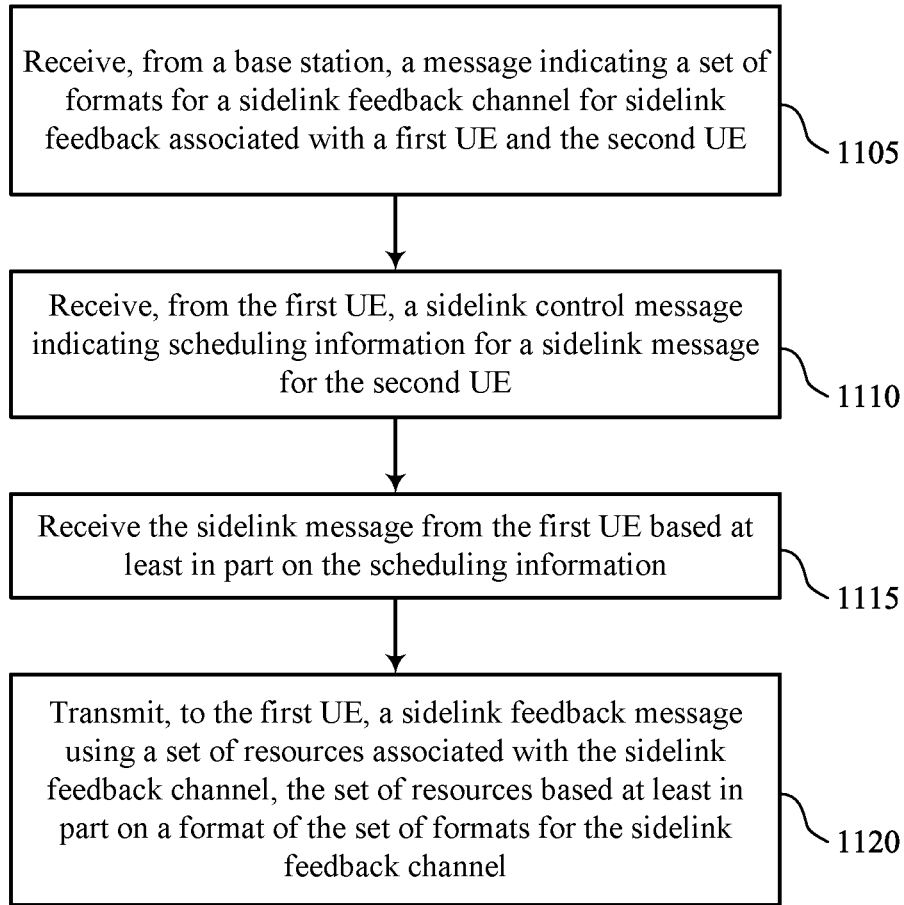 Receive, from a base station, a message indicating a set of
formats for a sidelink feedback channel for sidelink
feedback associated with a first UE and the second UE
1105
Receive, from the first UE, a sidelink control message
indicating scheduling information for a sidelink message
for the second UE
1110
Receive the sidelink message from the first UE based at
least in part on the scheduling information
1115
Transmit, to the first UE, a sidelink feedback message
using a set of resources associated with the sidelink
feedback channel, the set of resources based at least in
part on a format of the set of formats for the sidelink
feedback channel
1120